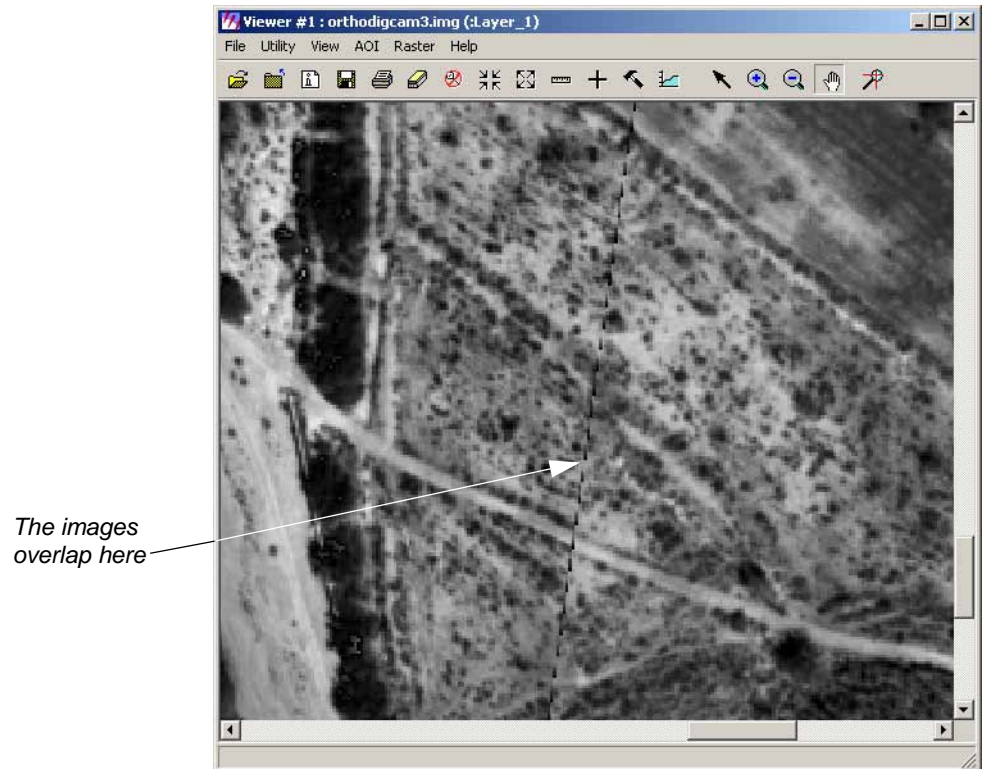 Viewer #1 : orthodigcam3.img (:Layer_1)
File Utility View AOI Raster Help
The images
overlap here